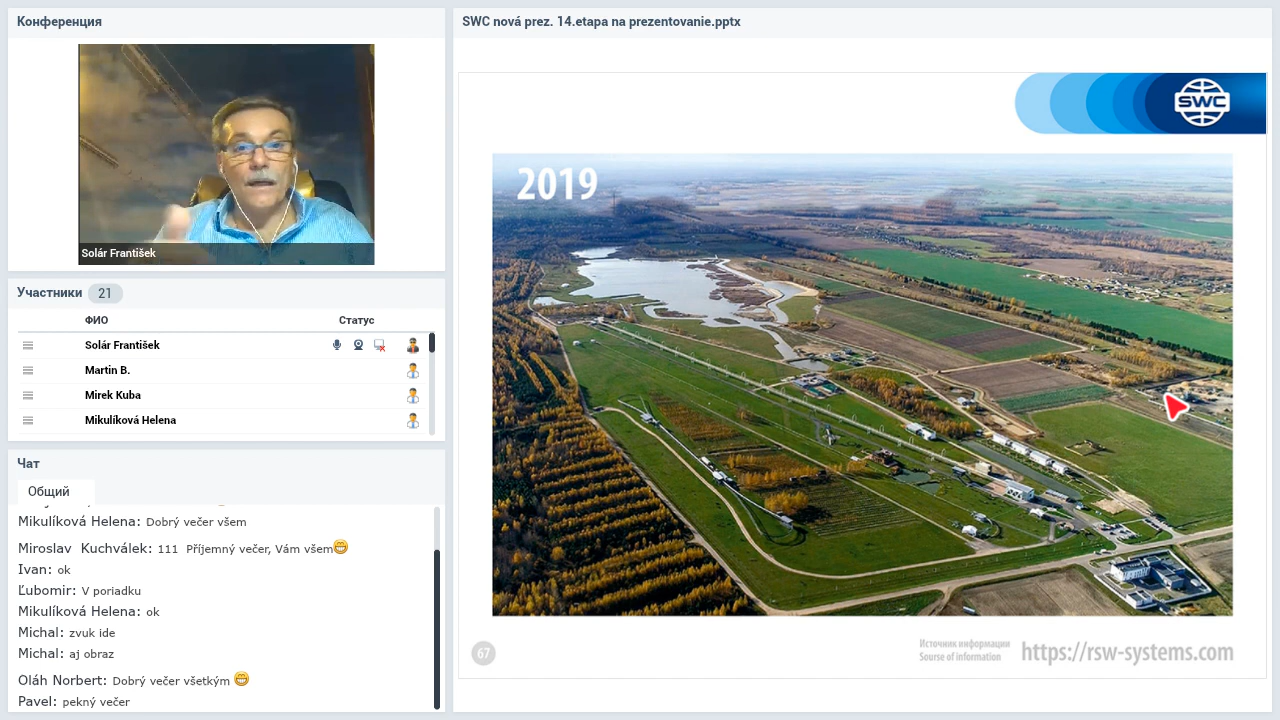 Конференция
Solár František
Участники 21
ФИО Статус
Solár František
Martin B.
Mirek Kuba
Mikulíková Helena
Чат
Общий
Mikulíková Helena: Dobrý večer všem
Miroslav Kuchválek: 111 Příjemný večer, Vám všem
Ivan: ok
Ľubomir: V poriadku
Mikulíková Helena: ok
Michal: zvuk ide
Michal: aj obraz
Oláh Norbert: Dobrý večer všetkým
Pavel: pekný večer
SWC nová prez. 14.etapa na prezentovanie.pptx
SWC
2019
67
Источник информации
Sourse of information
https://rsw-systems.com